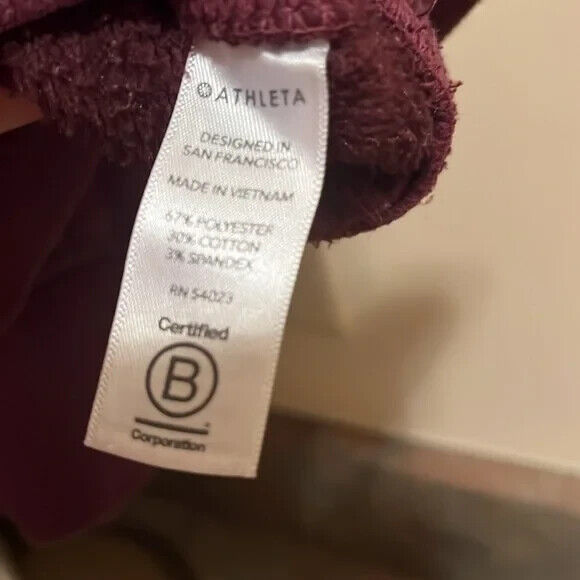 ATHLETA
DESIGNED IN
SAN FRANCISCO
MADE IN VIETNAM
67% POLYESTER
30% COTTON
3% SPANDEX
RN 54023
Certified
B
Corporation